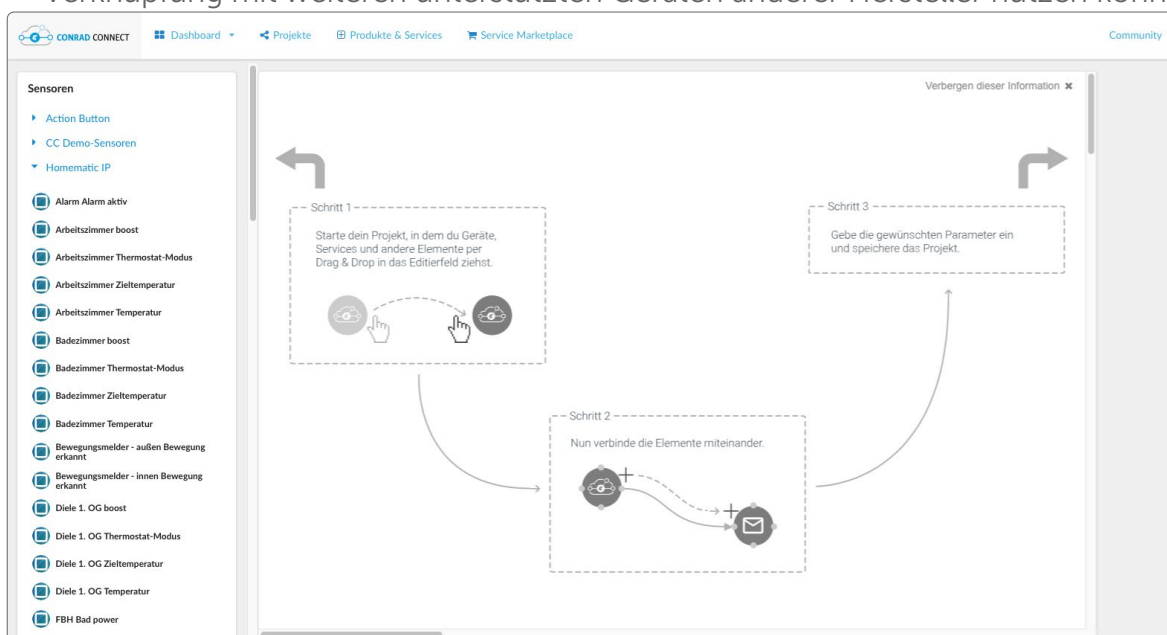 Verknüpfung mit weiteren unterstützten Geräten anderer Hersteller nutzen
CONRAD CONNECT
Dashboard
Projekte
Produkte & Services
Service Marketplace
Community
Sensoren
Action Button
CC Demo-Sensoren
Homematic IP
Alarm Alarm aktiv
Arbeitszimmer boost
Arbeitszimmer Thermostat-Modus
Arbeitszimmer Zieltemperatur
Arbeitszimmer Temperatur
Badezimmer boost
Badezimmer Thermostat-Modus
Badezimmer Zieltemperatur
Badezimmer Temperatur
Bewegungsmelder - außen Bewegung
erkannt
Bewegungsmelder - innen Bewegung
erkannt
Diele 1. OG boost
Diele 1. OG Thermostat-Modus
Diele 1. OG Zieltemperatur
Diele 1. OG Temperatur
FBH Bad power
Verbergen dieser Information
Schritt 1
Starte dein Projekt, in dem du Geräte,
Services und andere Elemente per
Drag & Drop in das Editierfeld ziehst.
Schritt 2
Nun verbinde die Elemente miteinander.
Schritt 3
Gebe die gewünschten Parameter ein
und speichere das Projekt.